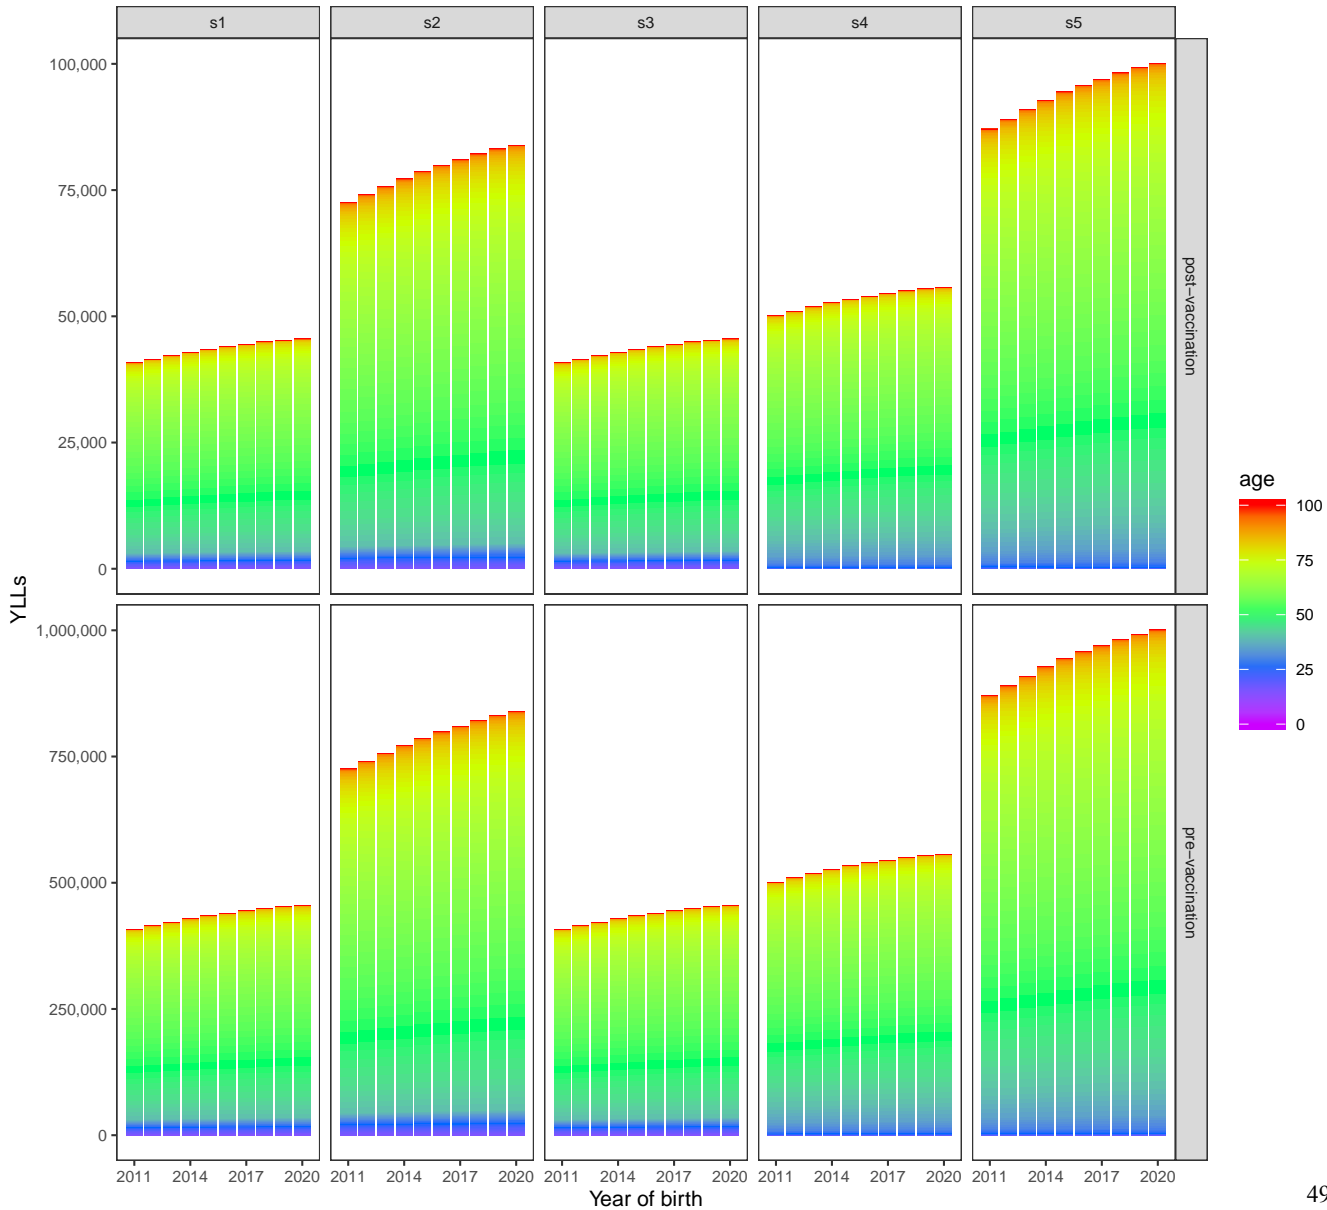 s1 s2 s3 s4 s5
100,000
75,000
50,000
25,000
0
post−vaccination
YLLs
1,000,000
750,000
500,000
250,000
0
pre−vaccination
2011 2014 2017 2020 2011 2014 2017 2020 2011 2014 2017 2020 2011 2014 2017 2020 2011 2014 2017 2020
Year of birth
age
100
75
50
25
0
49